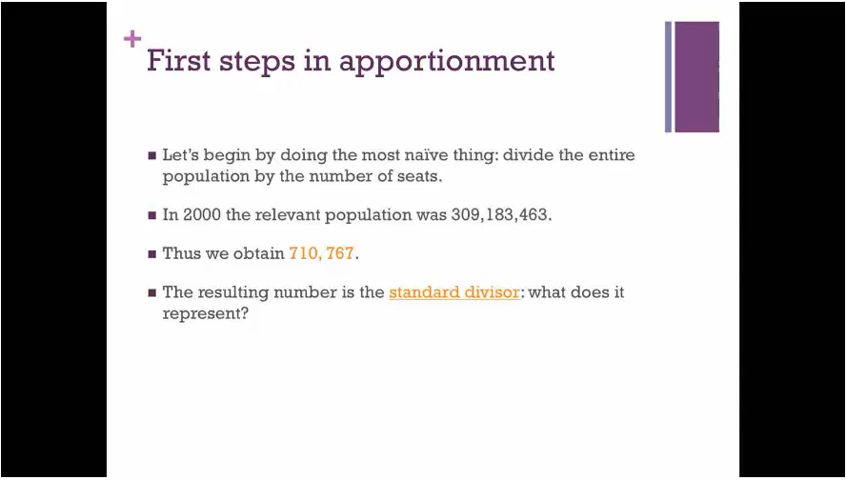 First steps in apportionment
Let's begin by doing the most naïve thing: divide the entire
population by the number of seats.
In 2000 the relevant population was 309,183,463.
Thus we obtain 710, 767.
The resulting number is the standard divisor: what does it
represent?